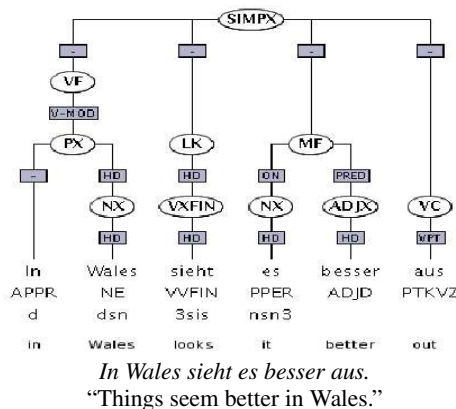 SIMPX
- - - -
VF
V-MOD
PX LK MF
- HD HD ON PRED
NX VXFIN NX ADJX VC
HD HD HD HD VPT
In Wales sieht es besser aus
APPR NE VVFIN PPER ADJD PTKVZ
d dsn 3sis nsn3
in Wales looks it better out
In Wales sieht es besser aus.
“Things seem better in Wales.”